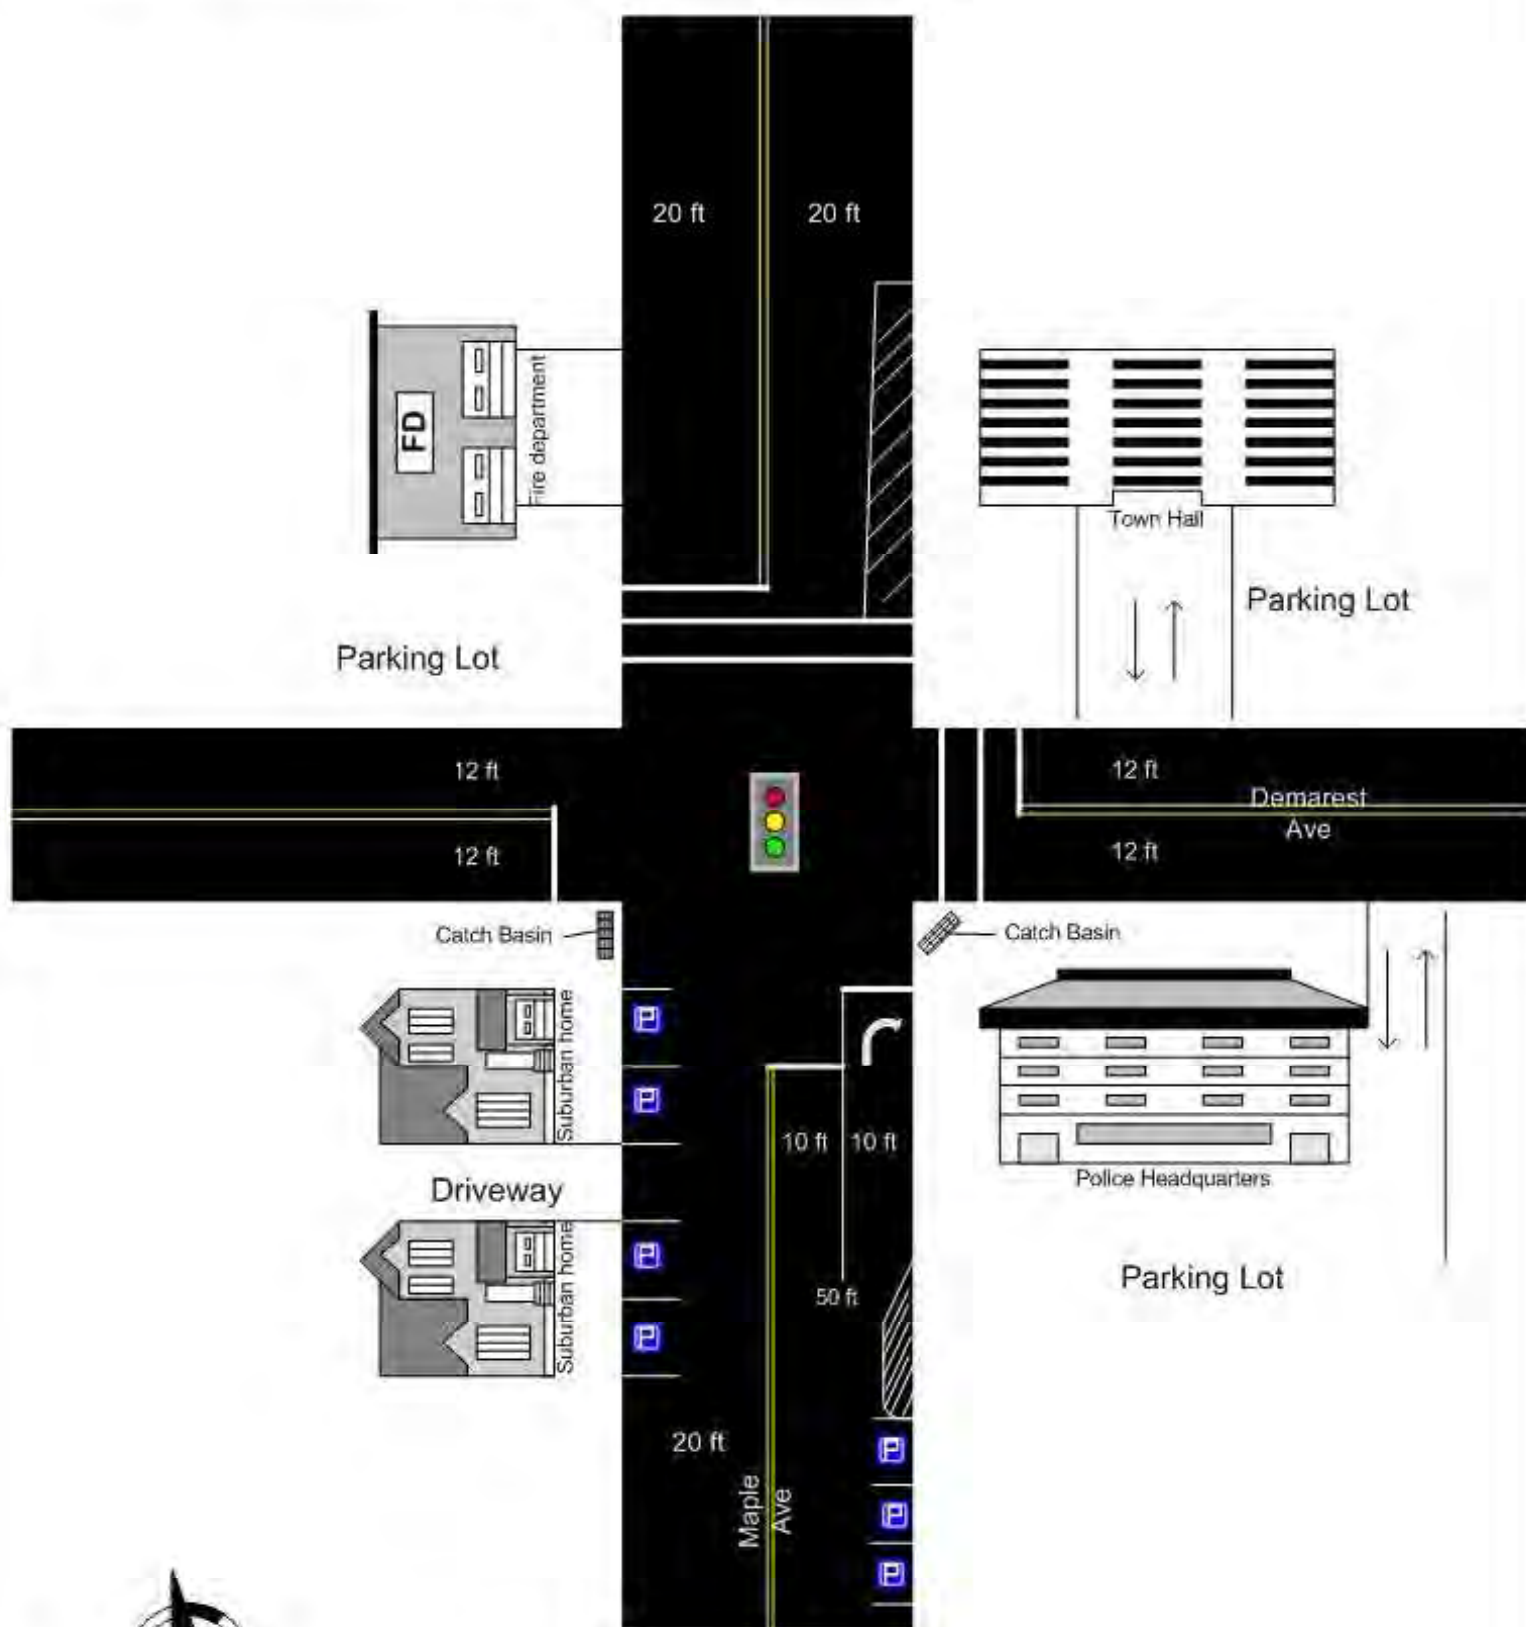 20 ft
20 ft
FD
Fire department
Town Hall
Parking Lot
Parking Lot
12 ft
12 ft
Demarest
Ave
12 ft
12 ft
Catch Basin
Catch Basin
Suburban home
P
P
10 ft
10 ft
Police Headquarters
Driveway
Suburban home
P
P
50 ft
Parking Lot
20 ft
Maple
Ave
P
P
P